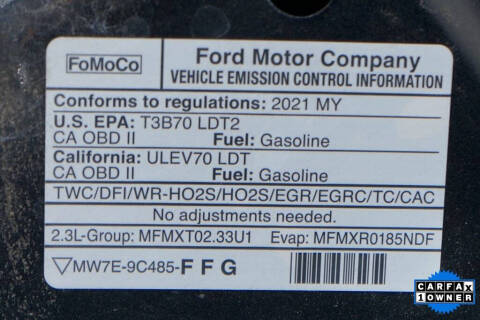 FoMoCo
Ford Motor Company
VEHICLE EMISSION CONTROL INFORMATION
Conforms to regulations: 2021 MY
U.S. EPA: T3B70 LDT2
CA OBD II Fuel: Gasoline
California: ULEV70 LDT
CA OBD II Fuel: Gasoline
TWC/DFI/WR-HO2S/HO2S/EGR/EGRC/TC/CAC
No adjustments needed.
2.3L-Group: MFMXT02.33U1 Evap: MFMXR0185NDF
MW7E-9C485-F F G
CARFAX
1 OWNER